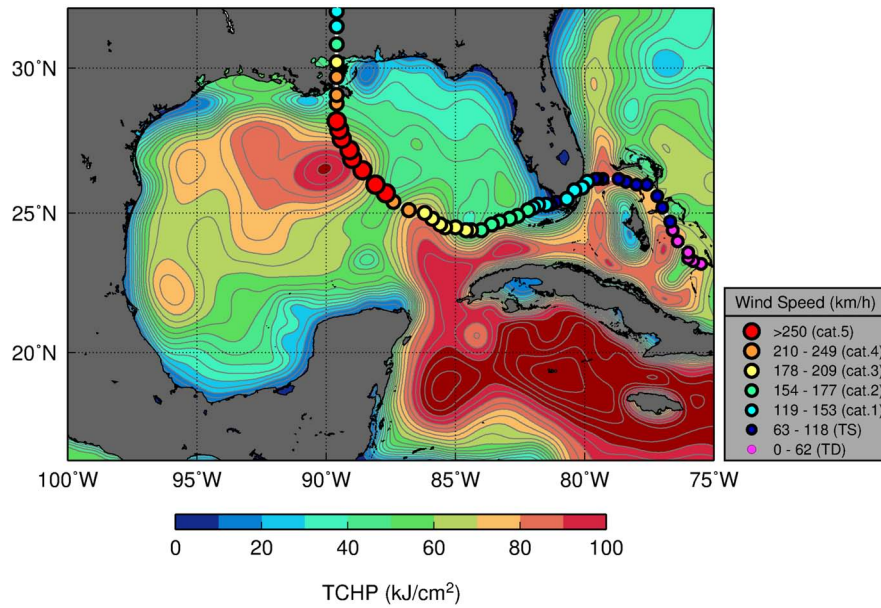 30°N
25°N
20°N
100°W 95°W 90°W 85°W 80°W 75°W
Wind Speed (km/h)
>250 (cat.5)
210 - 249 (cat.4)
178 - 209 (cat.3)
154 - 177 (cat.2)
119 - 153 (cat.1)
63 - 118 (TS)
0 - 62 (TD)
0 20 40 60 80 100
TCHP (kJ/cm²)